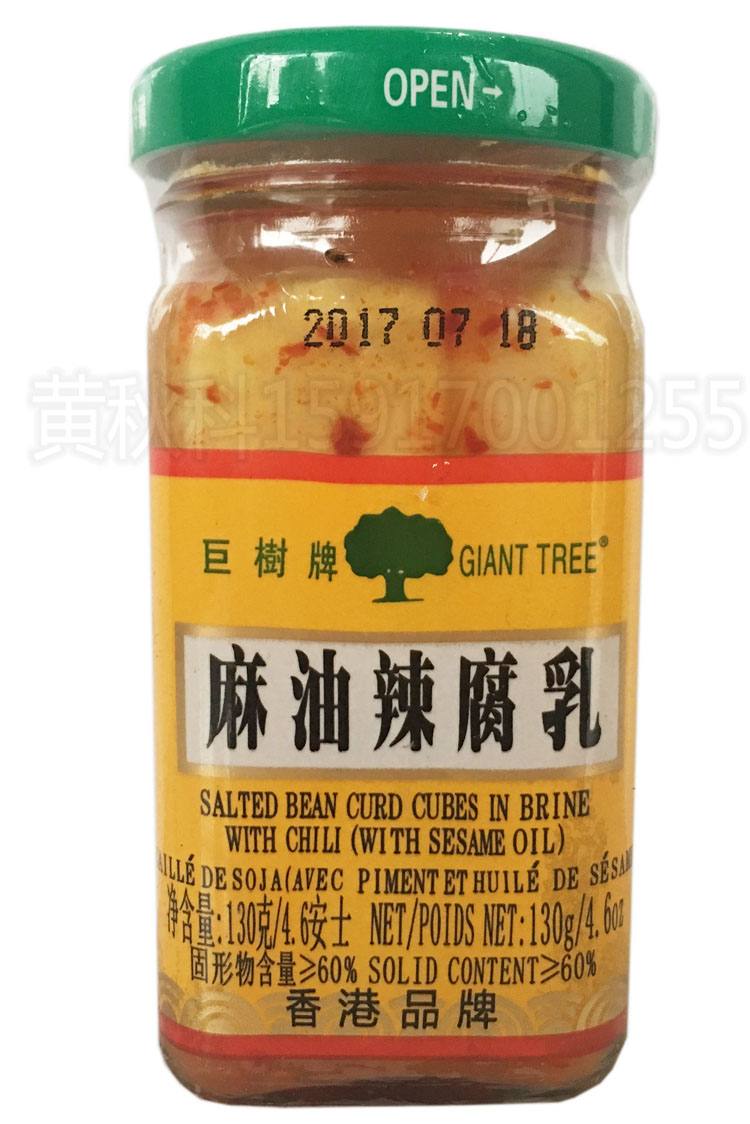 OPEN→
2017 07 18
黄秋科15917001255
巨樹牌 GIANT TREE®
麻油辣腐乳
SALTED BEAN CURD CUBES IN BRINE
WITH CHILI (WITH SESAME OIL)
AILLÉ DE SOJA(AVEC PIMENT ET HUILÉ DE SÉSAM
净含量:130克/4.6安士 NET/POIDS NET:130g/4.6oz
固形物含量≥60% SOLID CONTENT≥60%
香港品牌